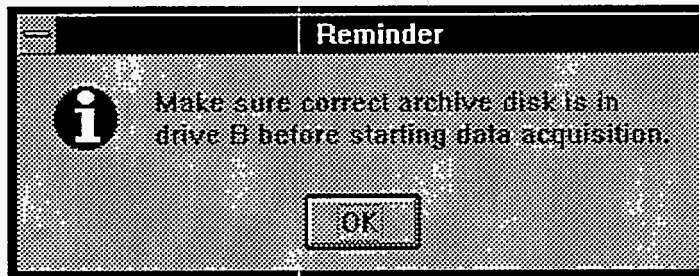 Reminder
Make sure correct archive disk is in
drive B before starting data acquisition.
OK